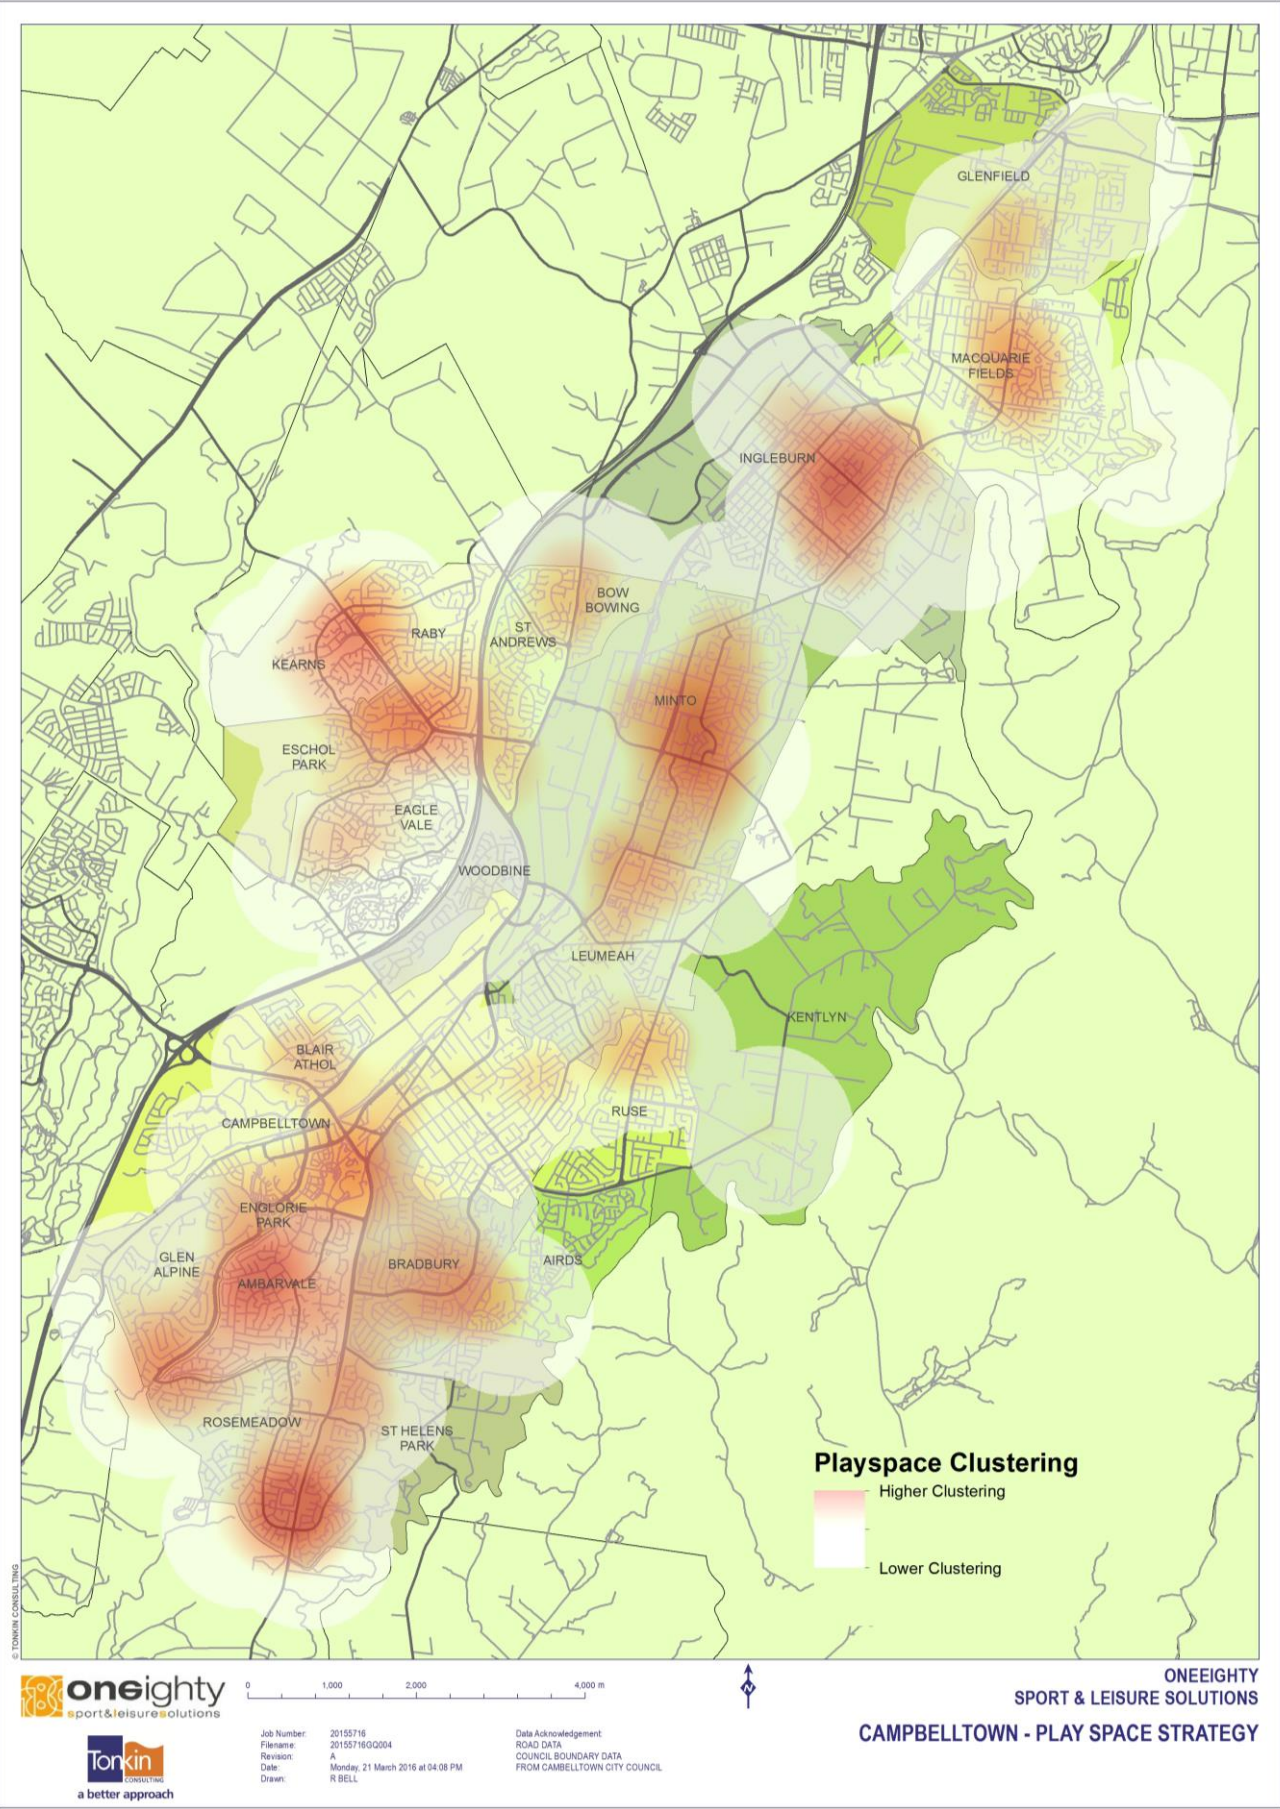 GLENFIELD
MACQUARIE
FIELDS
INGLEBURN
BOW
BOWING
ST
ANDREWS
RABY
KEARNS
MINTO
ESCHOL
PARK
EAGLE
VALE
WOODBINE
LEUMEAH
KENTLYN
BLAIR
ATHOL
CAMPBELLTOWN
RUSE
ENGLORIE
PARK
GLEN
ALPINE
AMBARVALE
BRADBURY
AIRDS
ROSEMEADOW
ST HELENS
PARK
Playspace Clustering
Higher Clustering
Lower Clustering
© TONKIN CONSULTING
oneighty
sport&leisuresolutions
Tonkin
CONSULTING
a better approach
0 1,000 2,000 4,000 m
Job Number: 20155716
Filename: 20155716GQ004
Revision: A
Date: Monday, 21 March 2016 at 04:08 PM
Drawn: R BELL
Data Acknowledgement
ROAD DATA
COUNCIL BOUNDARY DATA
FROM CAMBELLTOWN CITY COUNCIL
N
ONEEIGHTY
SPORT & LEISURE SOLUTIONS
CAMPBELLTOWN - PLAY SPACE STRATEGY